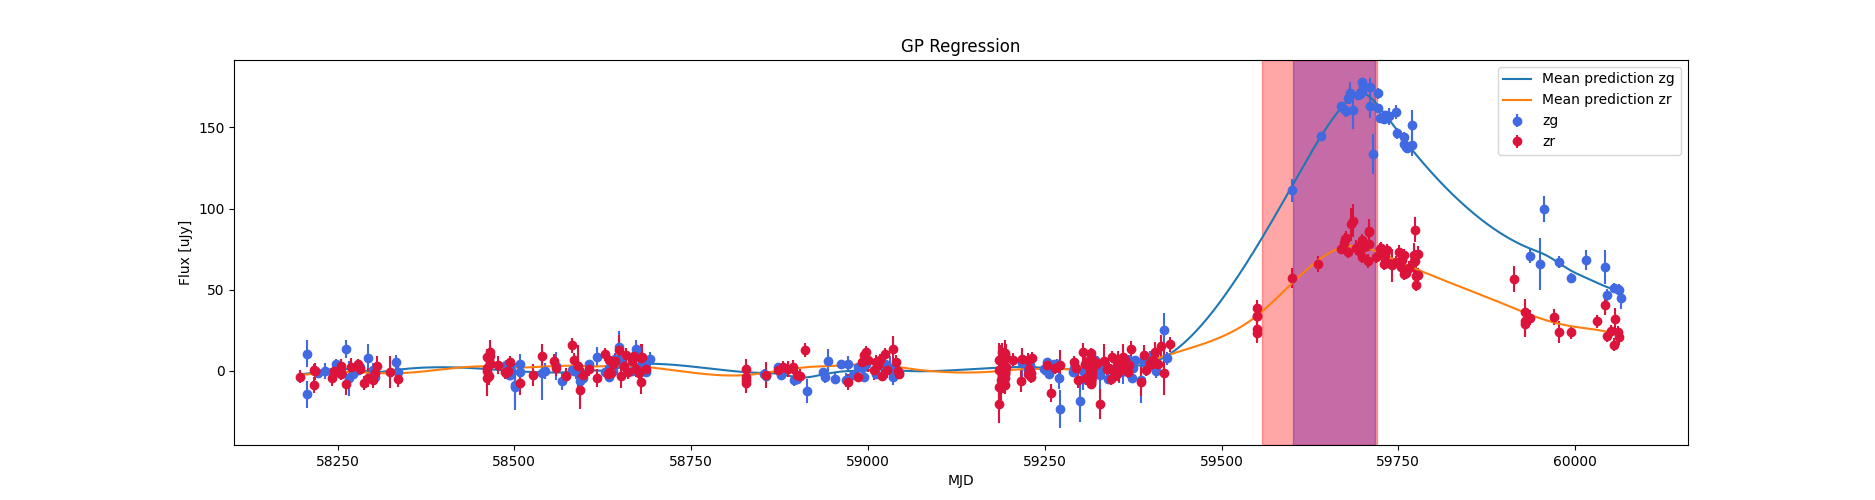 GP Regression
Flux [uJy]
150
100
50
0
58250
58500
58750
59000
59250
59500
59750
60000
MJD
Mean prediction zg
Mean prediction zr
zg
zr